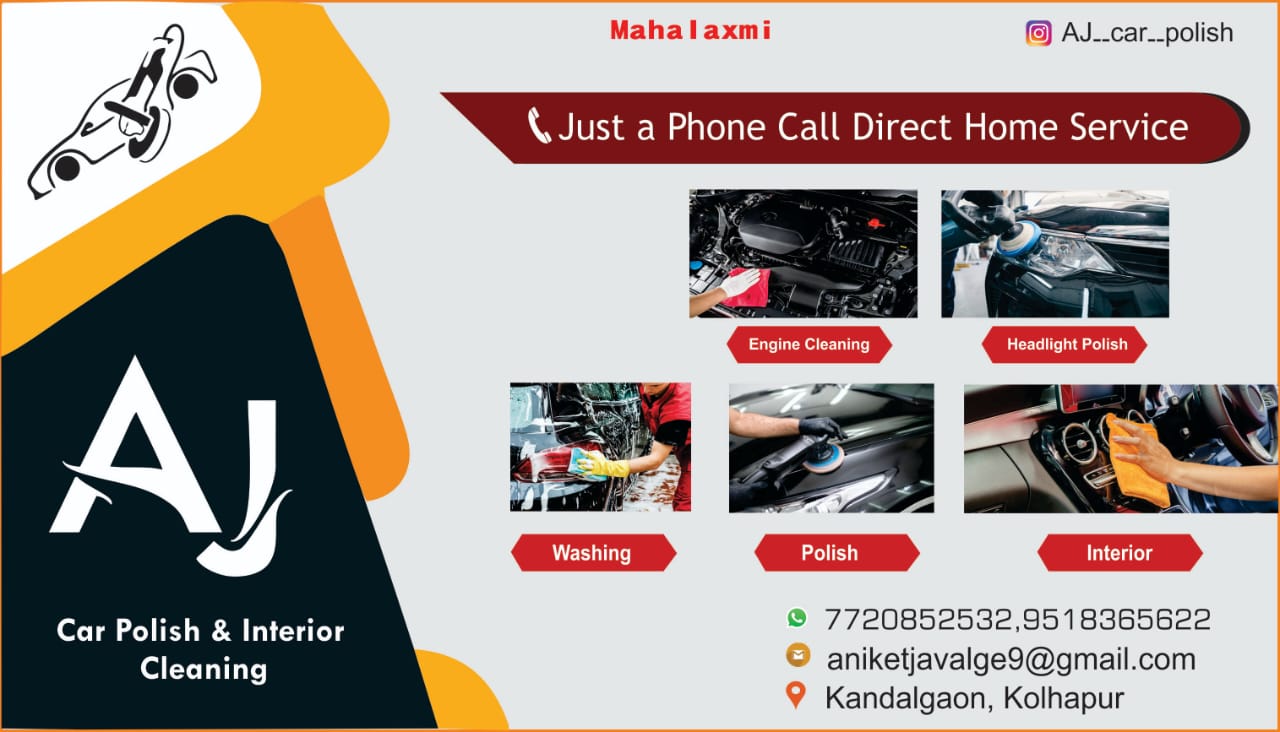 Mahalaxmi
AJ__car__polish
Just a Phone Call Direct Home Service
Engine Cleaning
Headlight Polish
Washing
Polish
Interior
AJ
Car Polish & Interior
Cleaning
7720852532,9518365622
aniketjavalge9@gmail.com
Kandalgaon, Kolhapur